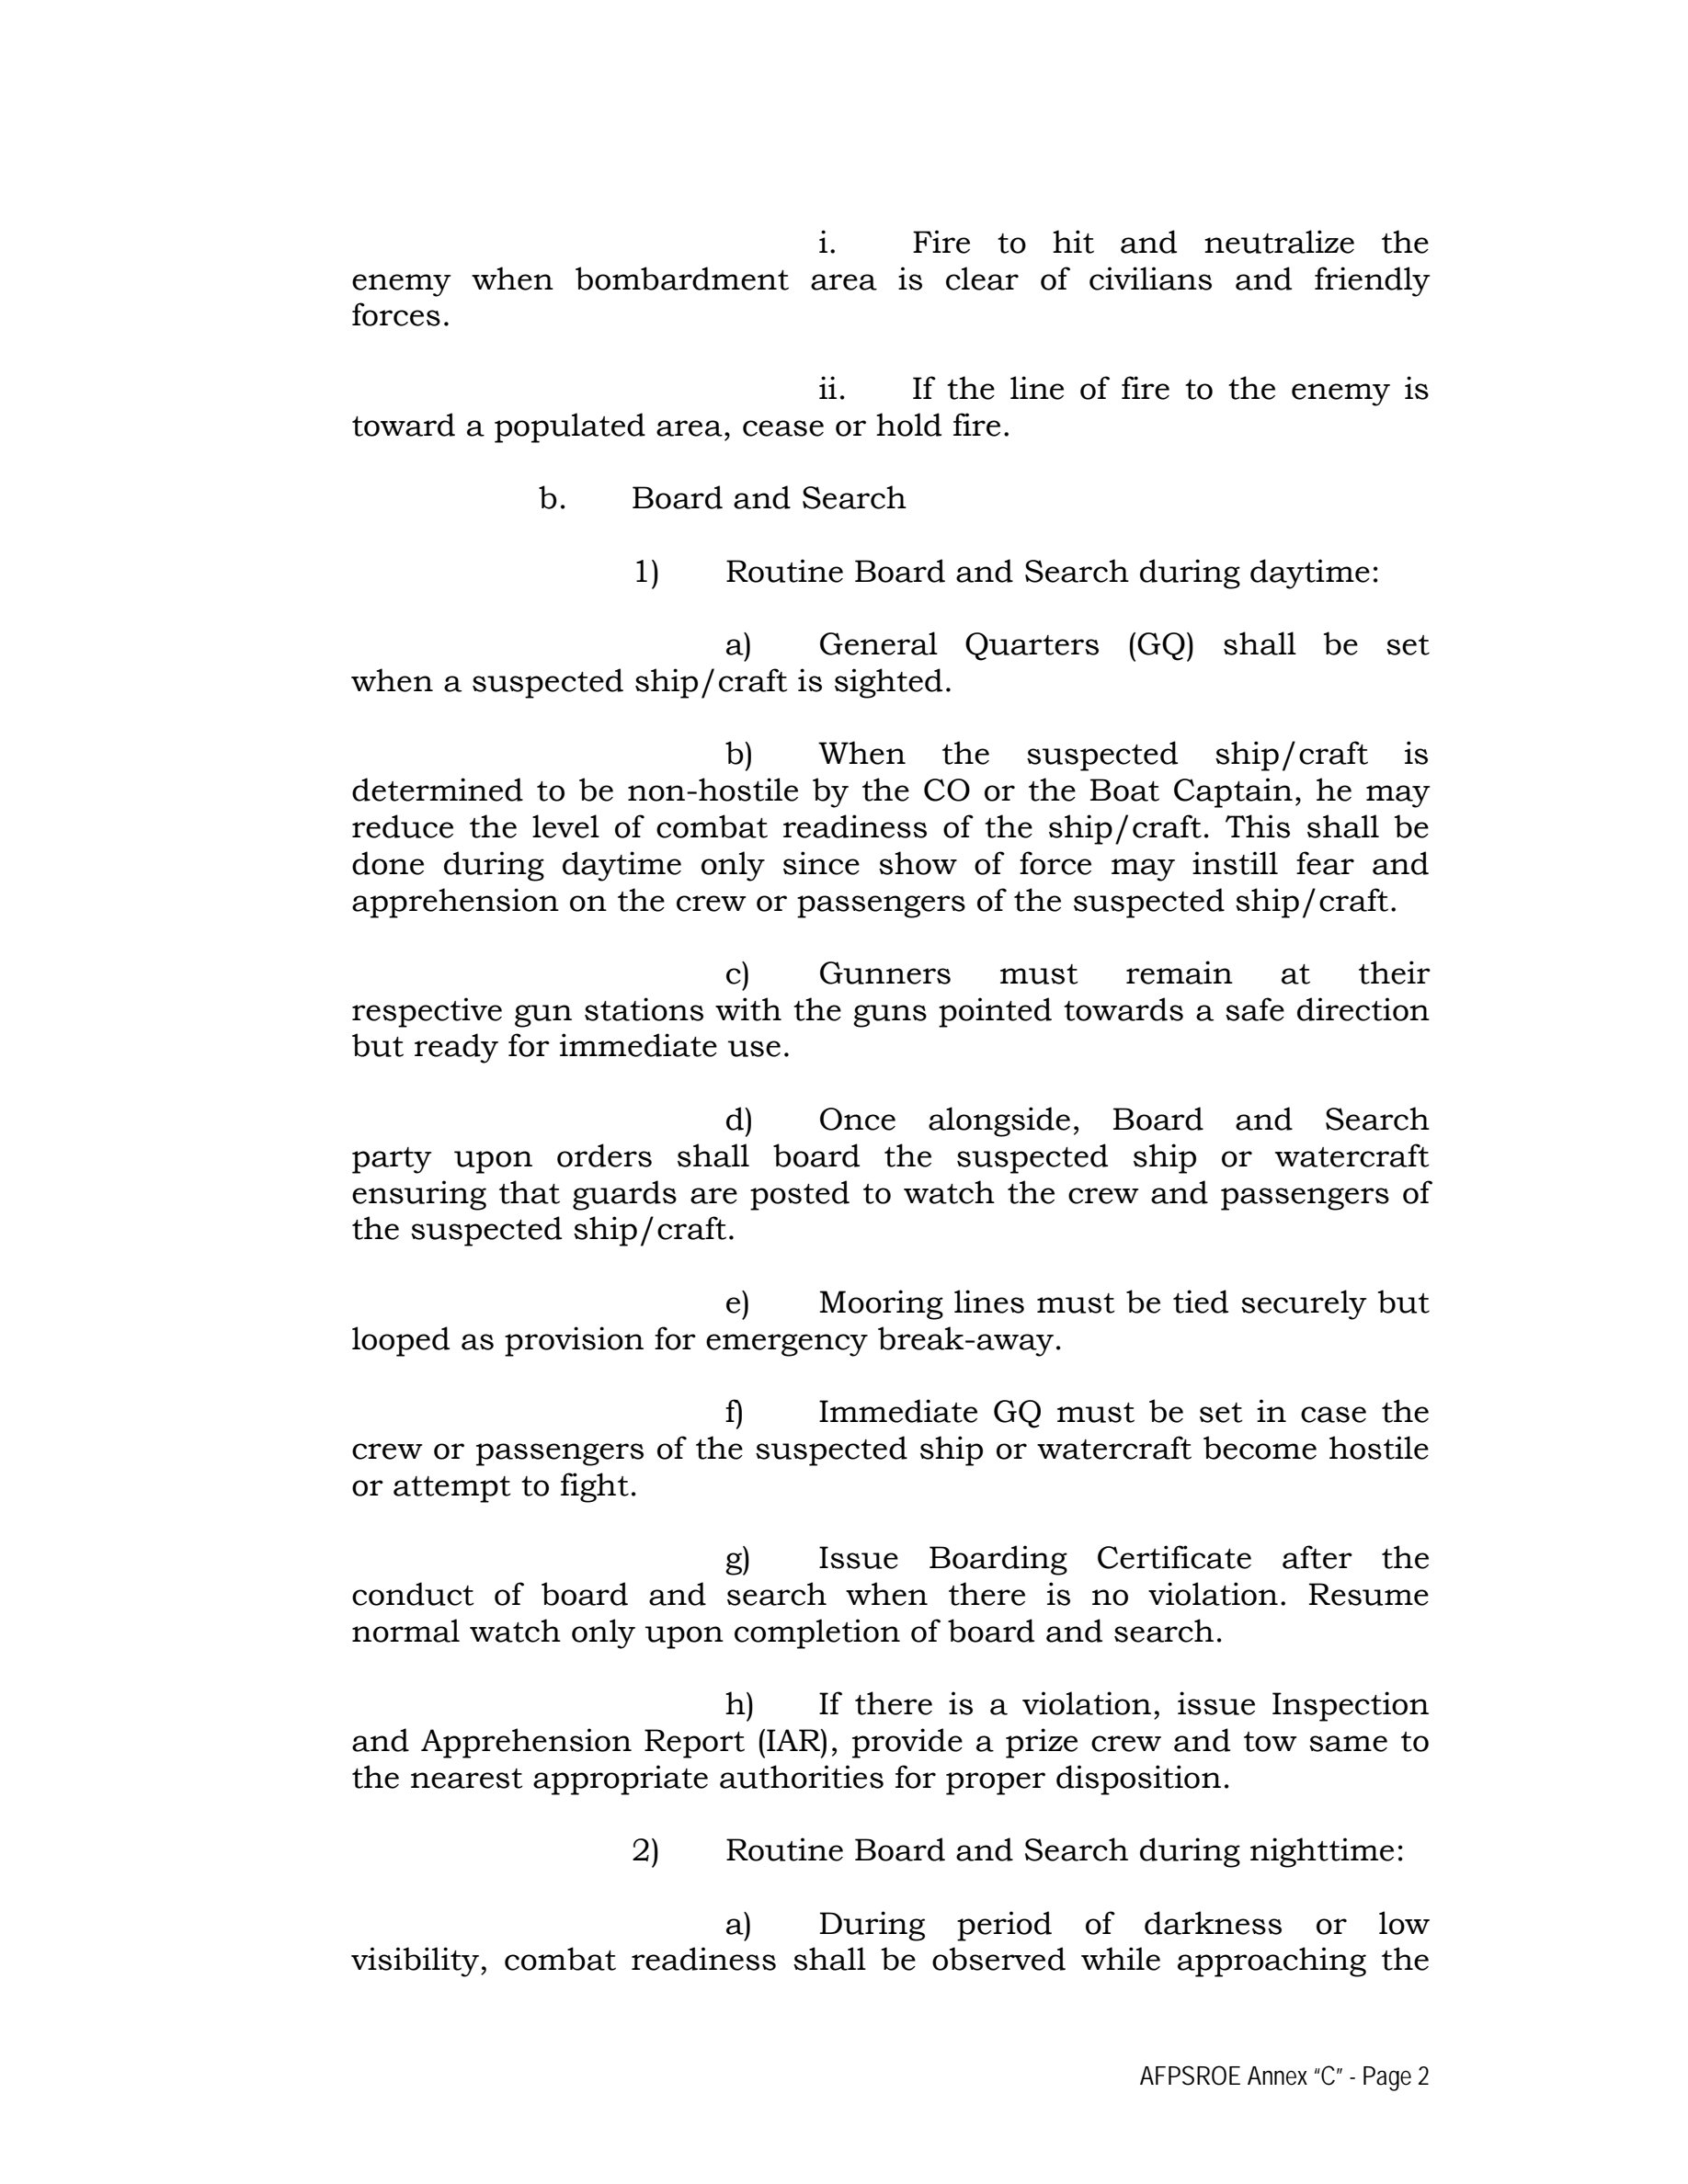 i. Fire to hit and neutralize the
enemy when bombardment area is clear of civilians and friendly
forces.
ii. If the line of fire to the enemy is
toward a populated area, cease or hold fire.
b. Board and Search
1) Routine Board and Search during daytime:
a) General Quarters (GQ) shall be set
when a suspected ship/craft is sighted.
b) When the suspected ship/craft is
determined to be non-hostile by the CO or the Boat Captain, he may
reduce the level of combat readiness of the ship/craft. This shall be
done during daytime only since show of force may instill fear and
apprehension on the crew or passengers of the suspected ship/craft.
c) Gunners must remain at their
respective gun stations with the guns pointed towards a safe direction
but ready for immediate use.
d) Once alongside, Board and Search
party upon orders shall board the suspected ship or watercraft
ensuring that guards are posted to watch the crew and passengers of
the suspected ship/craft.
e) Mooring lines must be tied securely but
looped as provision for emergency break-away.
f) Immediate GQ must be set in case the
crew or passengers of the suspected ship or watercraft become hostile
or attempt to fight.
g) Issue Boarding Certificate after the
conduct of board and search when there is no violation. Resume
normal watch only upon completion of board and search.
h) If there is a violation, issue Inspection
and Apprehension Report (IAR), provide a prize crew and tow same to
the nearest appropriate authorities for proper disposition.
2) Routine Board and Search during nighttime:
a) During period of darkness or low
visibility, combat readiness shall be observed while approaching the
AFPSROE Annex “C” - Page 2